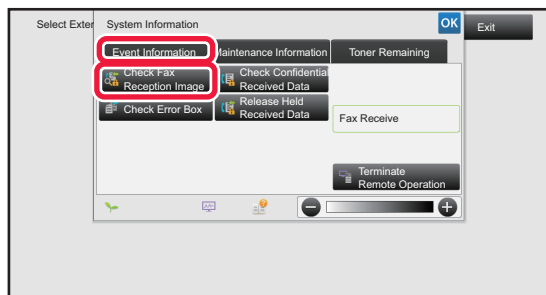 Select Exter
System Information
OK
Exit
Event Information
Maintenance Information
Toner Remaining
Check Fax
Reception Image
Check Confidential
Received Data
Check Error Box
Release Held
Received Data
Fax Receive
Terminate
Remote Operation